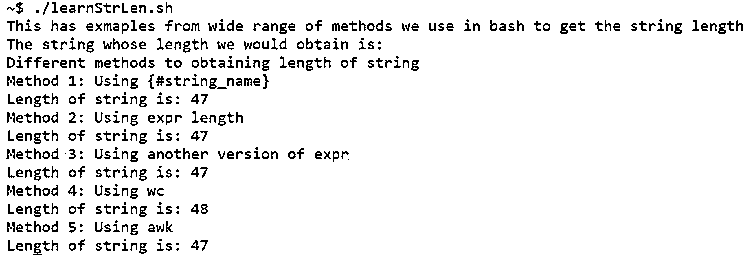 ~$ ./learnStrLen.sh
This has exmaples from wide range of methods we use in bash to get the string length
The string whose length we would obtain is:
Different methods to obtaining length of string
Method 1: Using {#string_name}
Length of string is: 47
Method 2: Using expr length
Length of string is: 47
Method 3: Using another version of expr
Length of string is: 47
Method 4: Using wc
Length of string is: 48
Method 5: Using awk
Length of string is: 47